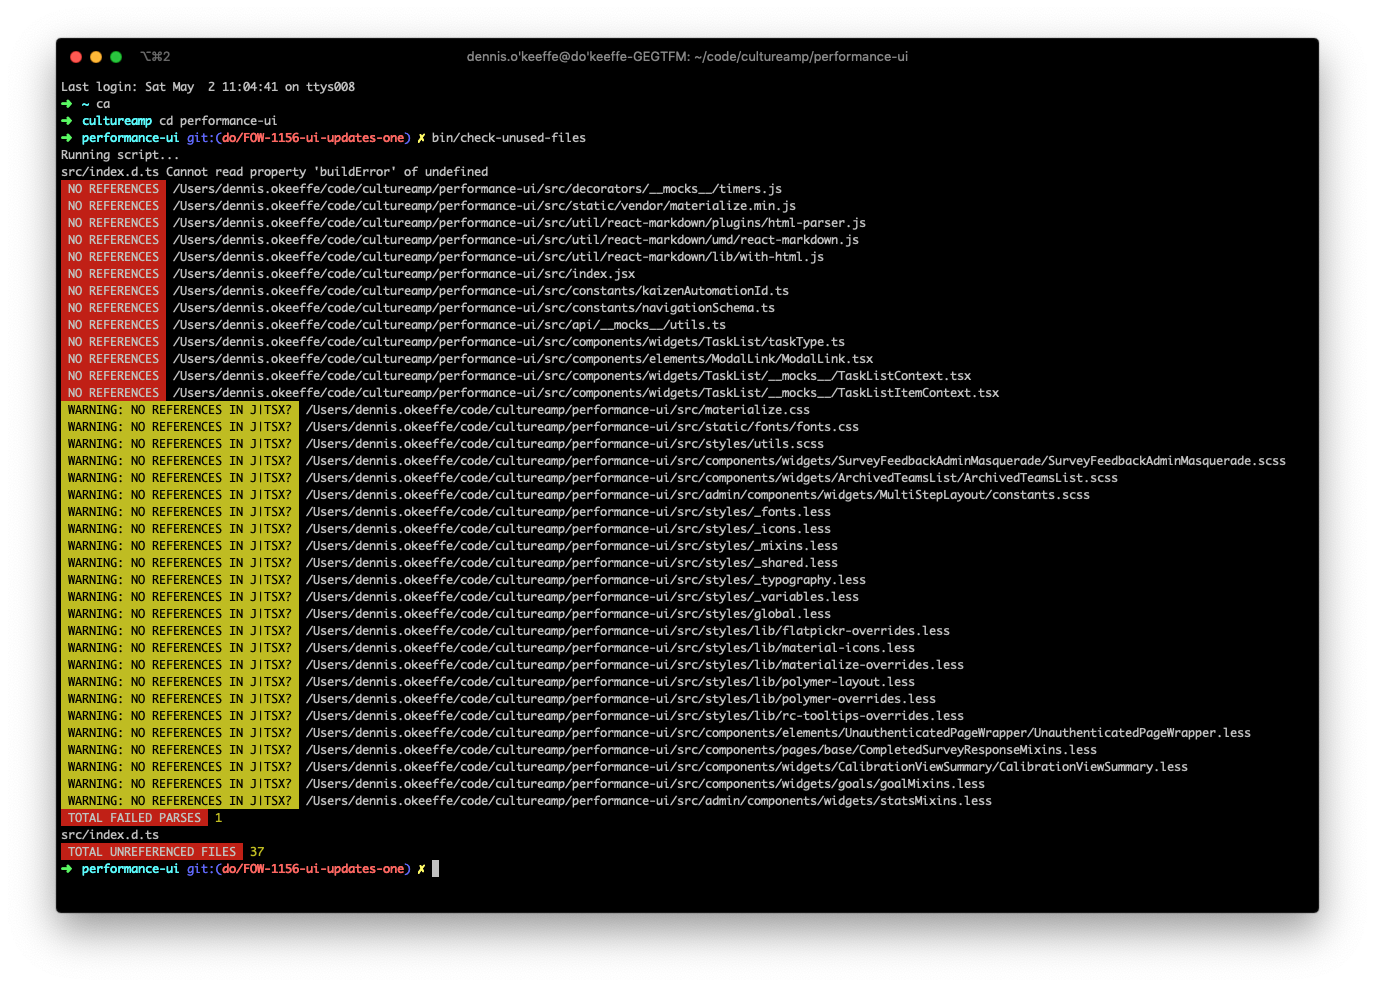 ⌥⌘2 dennis.o'keeffe@do'keeffe-GEGTFM: ~/code/cultureamp/performance-ui
Last login: Sat May  2 11:04:41 on ttys008
➜ ~ ca
➜ cultureamp cd performance-ui
➜ performance-ui git:(do/FOW-1156-ui-updates-one) ✗ bin/check-unused-files
Running script...
src/index.d.ts Cannot read property 'buildError' of undefined
NO REFERENCES /Users/dennis.okeeffe/code/cultureamp/performance-ui/src/decorators/__mocks__/timers.js
NO REFERENCES /Users/dennis.okeeffe/code/cultureamp/performance-ui/src/static/vendor/materialize.min.js
NO REFERENCES /Users/dennis.okeeffe/code/cultureamp/performance-ui/src/util/react-markdown/plugins/html-parser.js
NO REFERENCES /Users/dennis.okeeffe/code/cultureamp/performance-ui/src/util/react-markdown/umd/react-markdown.js
NO REFERENCES /Users/dennis.okeeffe/code/cultureamp/performance-ui/src/util/react-markdown/lib/with-html.js
NO REFERENCES /Users/dennis.okeeffe/code/cultureamp/performance-ui/src/index.jsx
NO REFERENCES /Users/dennis.okeeffe/code/cultureamp/performance-ui/src/constants/kaizenAutomationId.ts
NO REFERENCES /Users/dennis.okeeffe/code/cultureamp/performance-ui/src/constants/navigationSchema.ts
NO REFERENCES /Users/dennis.okeeffe/code/cultureamp/performance-ui/src/api/__mocks__/utils.ts
NO REFERENCES /Users/dennis.okeeffe/code/cultureamp/performance-ui/src/components/widgets/TaskList/taskType.ts
NO REFERENCES /Users/dennis.okeeffe/code/cultureamp/performance-ui/src/components/elements/ModalLink/ModalLink.tsx
NO REFERENCES /Users/dennis.okeeffe/code/cultureamp/performance-ui/src/components/widgets/TaskList/__mocks__/TaskListContext.tsx
NO REFERENCES /Users/dennis.okeeffe/code/cultureamp/performance-ui/src/components/widgets/TaskList/__mocks__/TaskListItemContext.tsx
WARNING: NO REFERENCES IN J|TSX? /Users/dennis.okeeffe/code/cultureamp/performance-ui/src/materialize.css
WARNING: NO REFERENCES IN J|TSX? /Users/dennis.okeeffe/code/cultureamp/performance-ui/src/static/fonts/fonts.css
WARNING: NO REFERENCES IN J|TSX? /Users/dennis.okeeffe/code/cultureamp/performance-ui/src/styles/utils.scss
WARNING: NO REFERENCES IN J|TSX? /Users/dennis.okeeffe/code/cultureamp/performance-ui/src/components/widgets/SurveyFeedbackAdminMasquerade/SurveyFeedbackAdminMasquerade.scss
WARNING: NO REFERENCES IN J|TSX? /Users/dennis.okeeffe/code/cultureamp/performance-ui/src/components/widgets/ArchivedTeamsList/ArchivedTeamsList.scss
WARNING: NO REFERENCES IN J|TSX? /Users/dennis.okeeffe/code/cultureamp/performance-ui/src/admin/components/widgets/MultiStepLayout/constants.scss
WARNING: NO REFERENCES IN J|TSX? /Users/dennis.okeeffe/code/cultureamp/performance-ui/src/styles/_fonts.less
WARNING: NO REFERENCES IN J|TSX? /Users/dennis.okeeffe/code/cultureamp/performance-ui/src/styles/_icons.less
WARNING: NO REFERENCES IN J|TSX? /Users/dennis.okeeffe/code/cultureamp/performance-ui/src/styles/_mixins.less
WARNING: NO REFERENCES IN J|TSX? /Users/dennis.okeeffe/code/cultureamp/performance-ui/src/styles/_shared.less
WARNING: NO REFERENCES IN J|TSX? /Users/dennis.okeeffe/code/cultureamp/performance-ui/src/styles/_typography.less
WARNING: NO REFERENCES IN J|TSX? /Users/dennis.okeeffe/code/cultureamp/performance-ui/src/styles/_variables.less
WARNING: NO REFERENCES IN J|TSX? /Users/dennis.okeeffe/code/cultureamp/performance-ui/src/styles/global.less
WARNING: NO REFERENCES IN J|TSX? /Users/dennis.okeeffe/code/cultureamp/performance-ui/src/styles/lib/flatpickr-overrides.less
WARNING: NO REFERENCES IN J|TSX? /Users/dennis.okeeffe/code/cultureamp/performance-ui/src/styles/lib/material-icons.less
WARNING: NO REFERENCES IN J|TSX? /Users/dennis.okeeffe/code/cultureamp/performance-ui/src/styles/lib/materialize-overrides.less
WARNING: NO REFERENCES IN J|TSX? /Users/dennis.okeeffe/code/cultureamp/performance-ui/src/styles/lib/polymer-layout.less
WARNING: NO REFERENCES IN J|TSX? /Users/dennis.okeeffe/code/cultureamp/performance-ui/src/styles/lib/polymer-overrides.less
WARNING: NO REFERENCES IN J|TSX? /Users/dennis.okeeffe/code/cultureamp/performance-ui/src/styles/lib/rc-tooltips-overrides.less
WARNING: NO REFERENCES IN J|TSX? /Users/dennis.okeeffe/code/cultureamp/performance-ui/src/components/elements/UnauthenticatedPageWrapper/UnauthenticatedPageWrapper.less
WARNING: NO REFERENCES IN J|TSX? /Users/dennis.okeeffe/code/cultureamp/performance-ui/src/components/pages/base/CompletedSurveyResponseMixins.less
WARNING: NO REFERENCES IN J|TSX? /Users/dennis.okeeffe/code/cultureamp/performance-ui/src/components/widgets/CalibrationViewSummary/CalibrationViewSummary.less
WARNING: NO REFERENCES IN J|TSX? /Users/dennis.okeeffe/code/cultureamp/performance-ui/src/components/widgets/goals/goalMixins.less
WARNING: NO REFERENCES IN J|TSX? /Users/dennis.okeeffe/code/cultureamp/performance-ui/src/admin/components/widgets/statsMixins.less
TOTAL FAILED PARSES 1
src/index.d.ts
TOTAL UNREFERENCED FILES 37
➜ performance-ui git:(do/FOW-1156-ui-updates-one) ✗